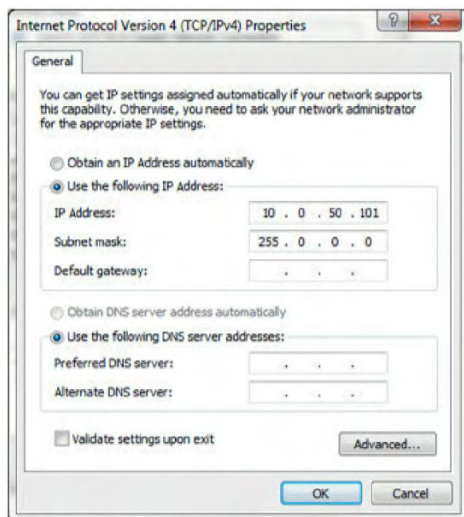 Internet Protocol Version 4 (TCP/IPv4) Properties
? X
General
You can get IP settings assigned automatically if your network supports
this capability. Otherwise, you need to ask your network administrator
for the appropriate IP settings.
Obtain an IP Address automatically
Use the following IP Address:
IP Address: 10 . 0 . 50 . 101
Subnet mask: 255 . 0 . 0 . 0
Default gateway: . . .
Obtain DNS server address automatically
Use the following DNS server addresses:
Preferred DNS server: . . .
Alternate DNS server: . . .
Validate settings upon exit
Advanced...
OK Cancel